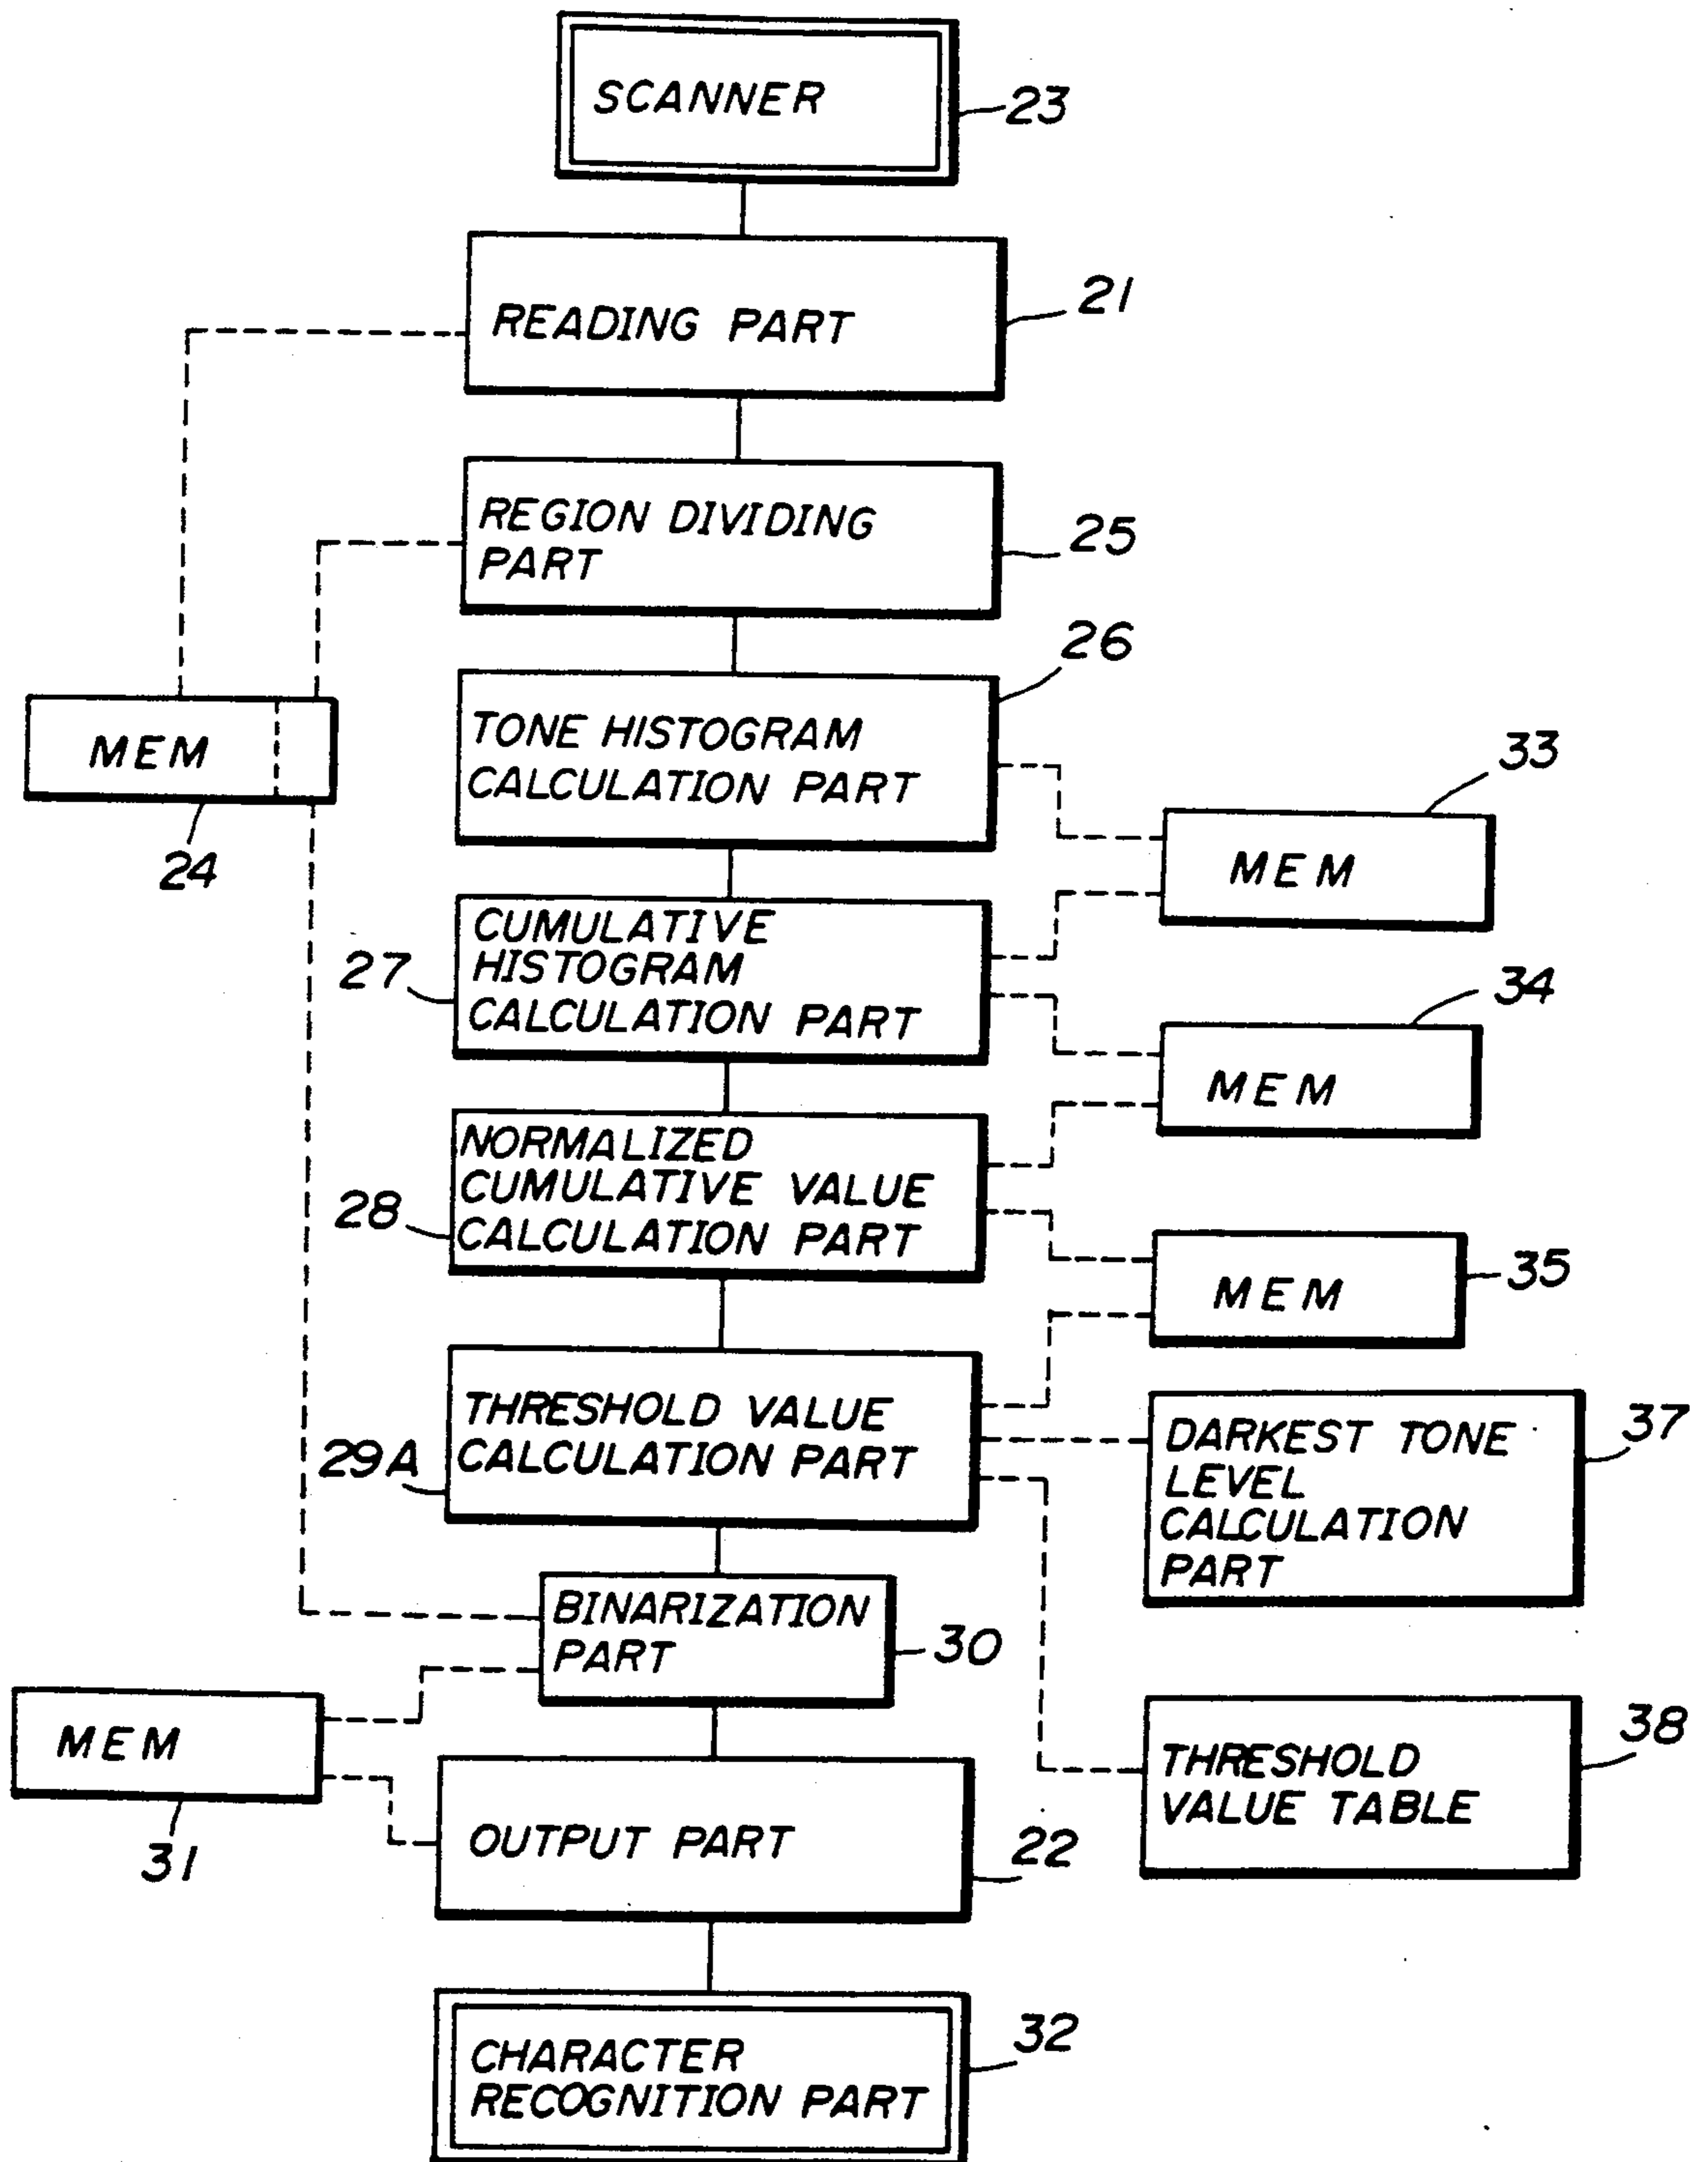 SCANNER
23
READING PART
21
REGION DIVIDING
PART
25
26
TONE HISTOGRAM
CALCULATION PART
MEM
24
33
MEM
CUMULATIVE
HISTOGRAM
CALCULATION PART
27
34
MEM
NORMALIZED
CUMULATIVE VALUE
CALCULATION PART
28
35
MEM
THRESHOLD VALUE
CALCULATION PART
29A
37
DARKEST TONE
LEVEL
CALCULATION
PART
BINARIZATION
PART
30
MEM
31
38
THRESHOLD
VALUE TABLE
OUTPUT PART
22
CHARACTER
RECOGNITION PART
32